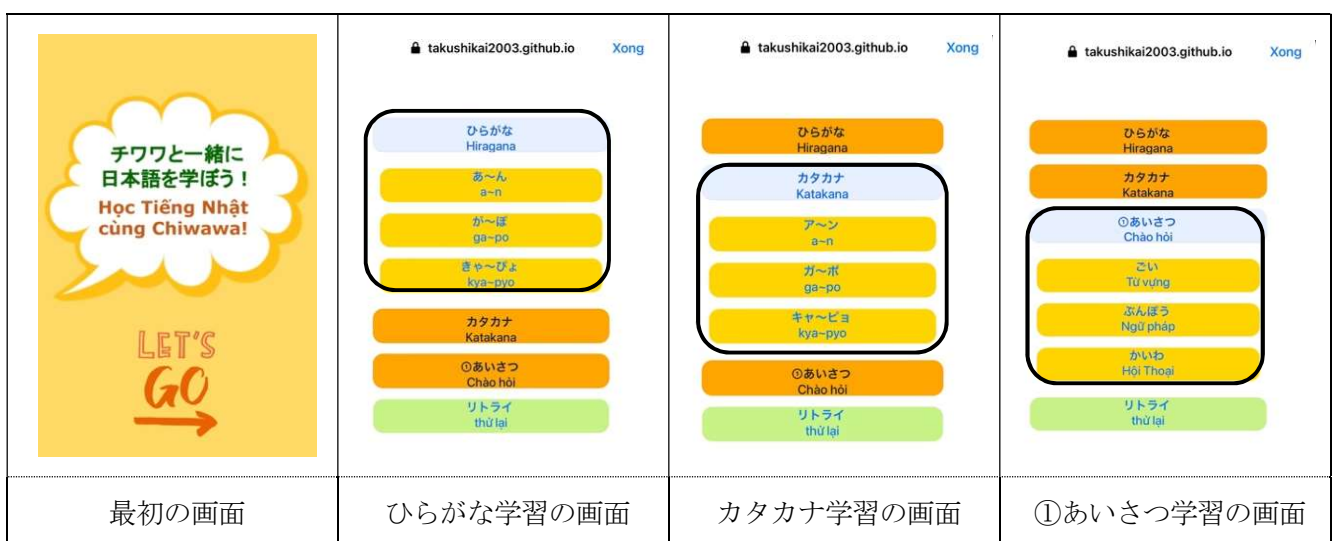 チワワと一緒に
日本語を学ぼう！
Học Tiếng Nhật
cùng Chiwawa!
LET'S
GO
最初の画面
takushikai2003.github.io Xong
ひらがな
Hiragana
あ～ん
a~n
が～ぽ
ga~po
きゃ～ぴょ
kya~pyo
カタカナ
Katakana
①あいさつ
Chào hỏi
リトライ
thử lại
ひらがな学習の画面
takushikai2003.github.io Xong
ひらがな
Hiragana
カタカナ
Katakana
ア～ン
a~n
ガ～ポ
ga~po
キャ～ピョ
kya~pyo
①あいさつ
Chào hỏi
リトライ
thử lại
カタカナ学習の画面
takushikai2003.github.io Xong
ひらがな
Hiragana
カタカナ
Katakana
①あいさつ
Chào hỏi
ごい
Từ vựng
ぶんぽう
Ngữ pháp
かいわ
Hội Thoại
リトライ
thử lại
①あいさつ学習の画面